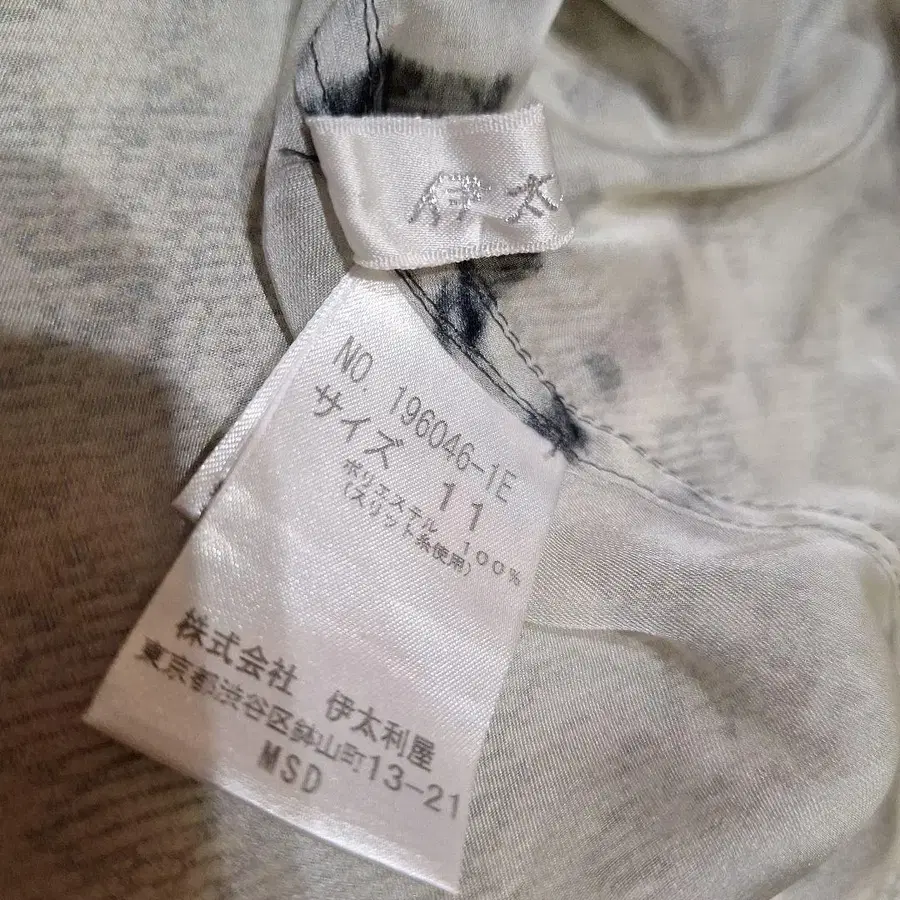 伊太
NO. 196046-1E
サイズ 11
ポリエステル 100%
(スリット糸使用)
株式会社 伊太利屋
東京都渋谷区鉢山町13-21
MSD